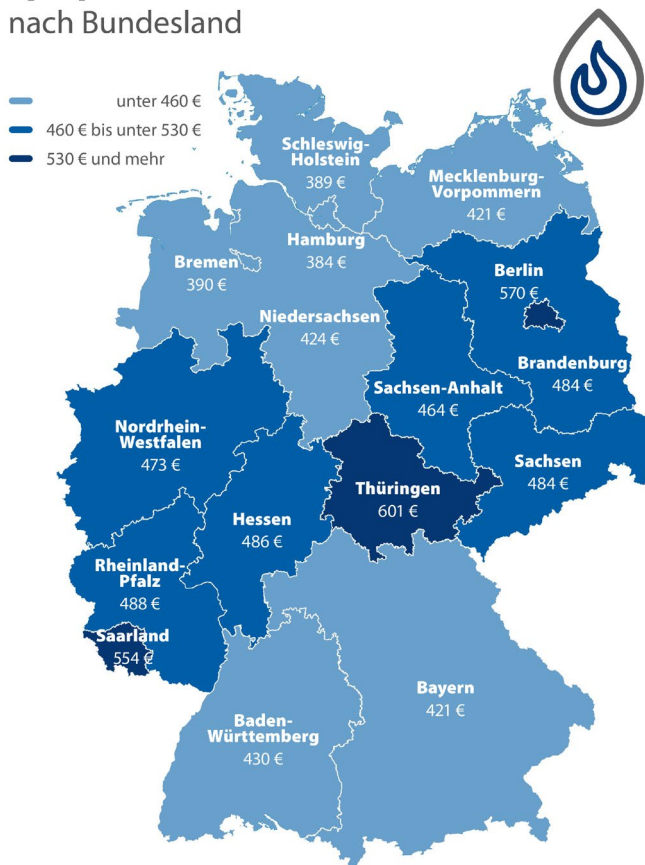 nach Bundesland
unter 460 €
460 € bis unter 530 €
530 € und mehr
Schleswig-
Holstein
389 €
Mecklenburg-
Vorpommern
421 €
Hamburg
384 €
Bremen
390 €
Berlin
570 €
Niedersachsen
424 €
Brandenburg
484 €
Sachsen-Anhalt
464 €
Nordrhein-
Westfalen
473 €
Sachsen
484 €
Thüringen
601 €
Hessen
486 €
Rheinland-
Pfalz
488 €
Saarland
554 €
Bayern
421 €
Baden-
Württemberg
430 €